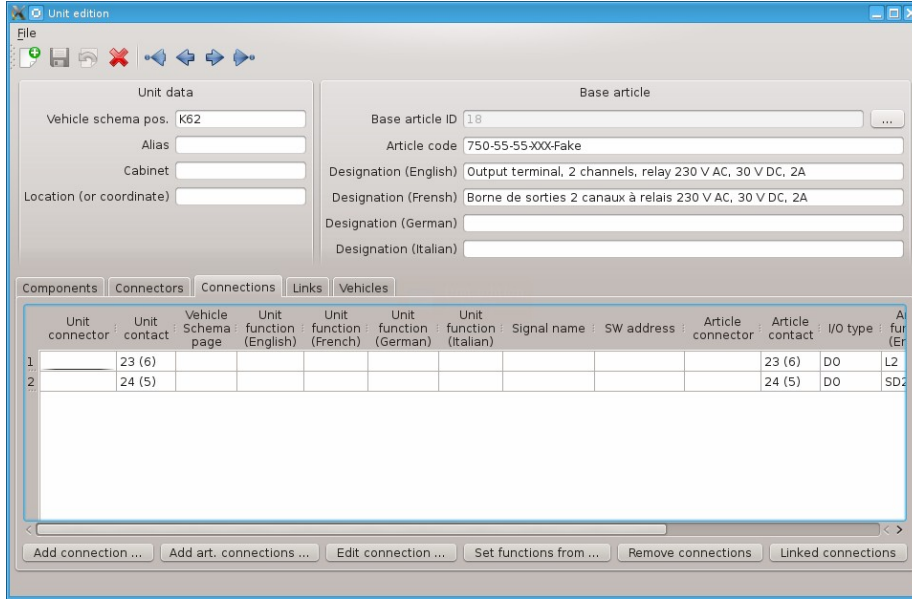 Unit edition
File
Unit data
Base article
Vehicle schema pos. K62
Base article ID 18 ...
Alias
Article code 750-55-55-XXX-Fake
Cabinet
Designation (English) Output terminal, 2 channels, relay 230 V AC, 30 V DC, 2A
Location (or coordinate)
Designation (Frensh) Borne de sorties 2 canaux à relais 230 V AC, 30 V DC, 2A
Designation (German)
Designation (Italian)
Components Connectors Connections Links Vehicles
Unit connector Unit contact Vehicle Schema page Unit function (English) Unit function (French) Unit function (German) Unit function (Italian) Signal name SW address Article connector Article contact I/O type
1 23 (6) 23 (6) DO L2
2 24 (5) 24 (5) DO SD2
Add connection ... Add art. connections ... Edit connection ... Set functions from ... Remove connections Linked connections